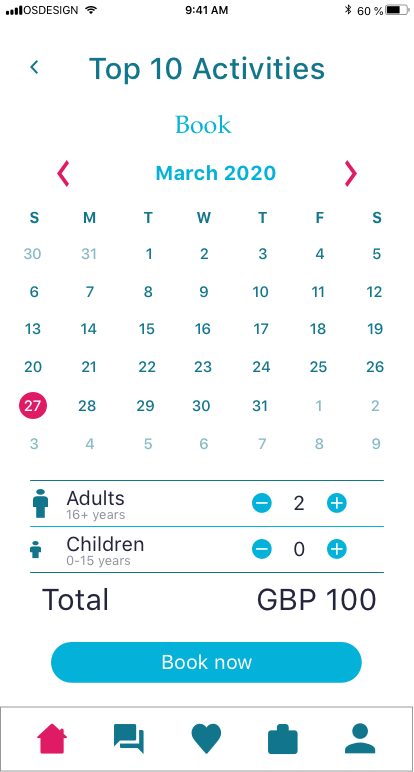 IOSDESIGN 9:41 AM 60 %
Top 10 Activities
Book
March 2020
S M T W T F S
30 31 1 2 3 4 5
6 7 8 9 10 11 12
13 14 15 16 17 18 19
20 21 22 23 24 25 26
27 28 29 30 31 1 2
3 4 5 6 7 8 9
Adults 2
16+ years
Children 0
0-15 years
Total GBP 100
Book now